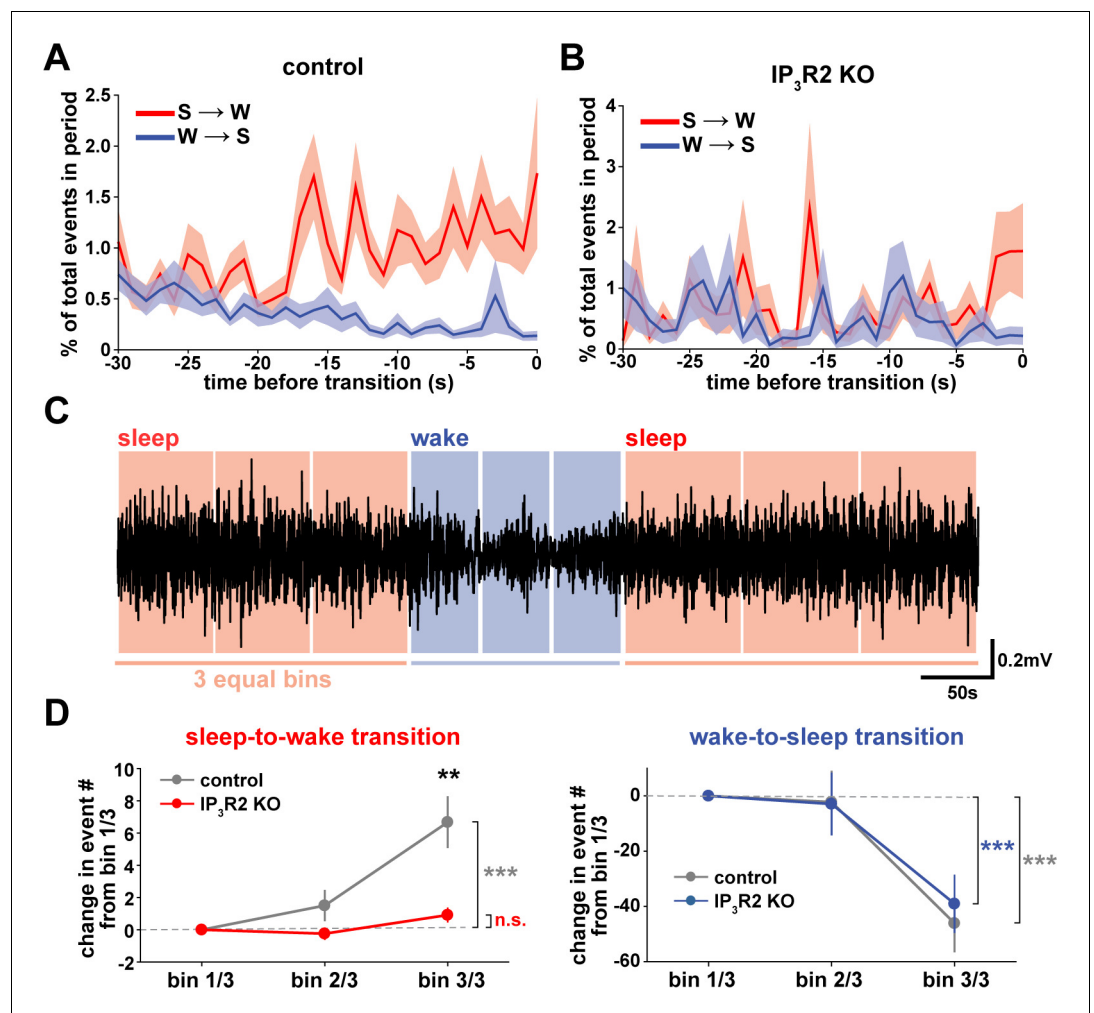 A
control
% of total events in period
2.5
2.0
1.5
1.0
0.5
0
S → W
W → S
-30 -25 -20 -15 -10 -5 0
time before transition (s)
B
IP3R2 KO
% of total events in period
4
3
2
1
0
S → W
W → S
-30 -25 -20 -15 -10 -5 0
time before transition (s)
C
sleep wake sleep
3 equal bins
0.2mV
50s
D
sleep-to-wake transition
change in event #
from bin 1/3
10
8
6
4
2
0
-2
control
IP3R2 KO
**
***
n.s.
bin 1/3 bin 2/3 bin 3/3
wake-to-sleep transition
change in event #
from bin 1/3
0
-20
-40
-60
control
IP3R2 KO
*** ***
bin 1/3 bin 2/3 bin 3/3